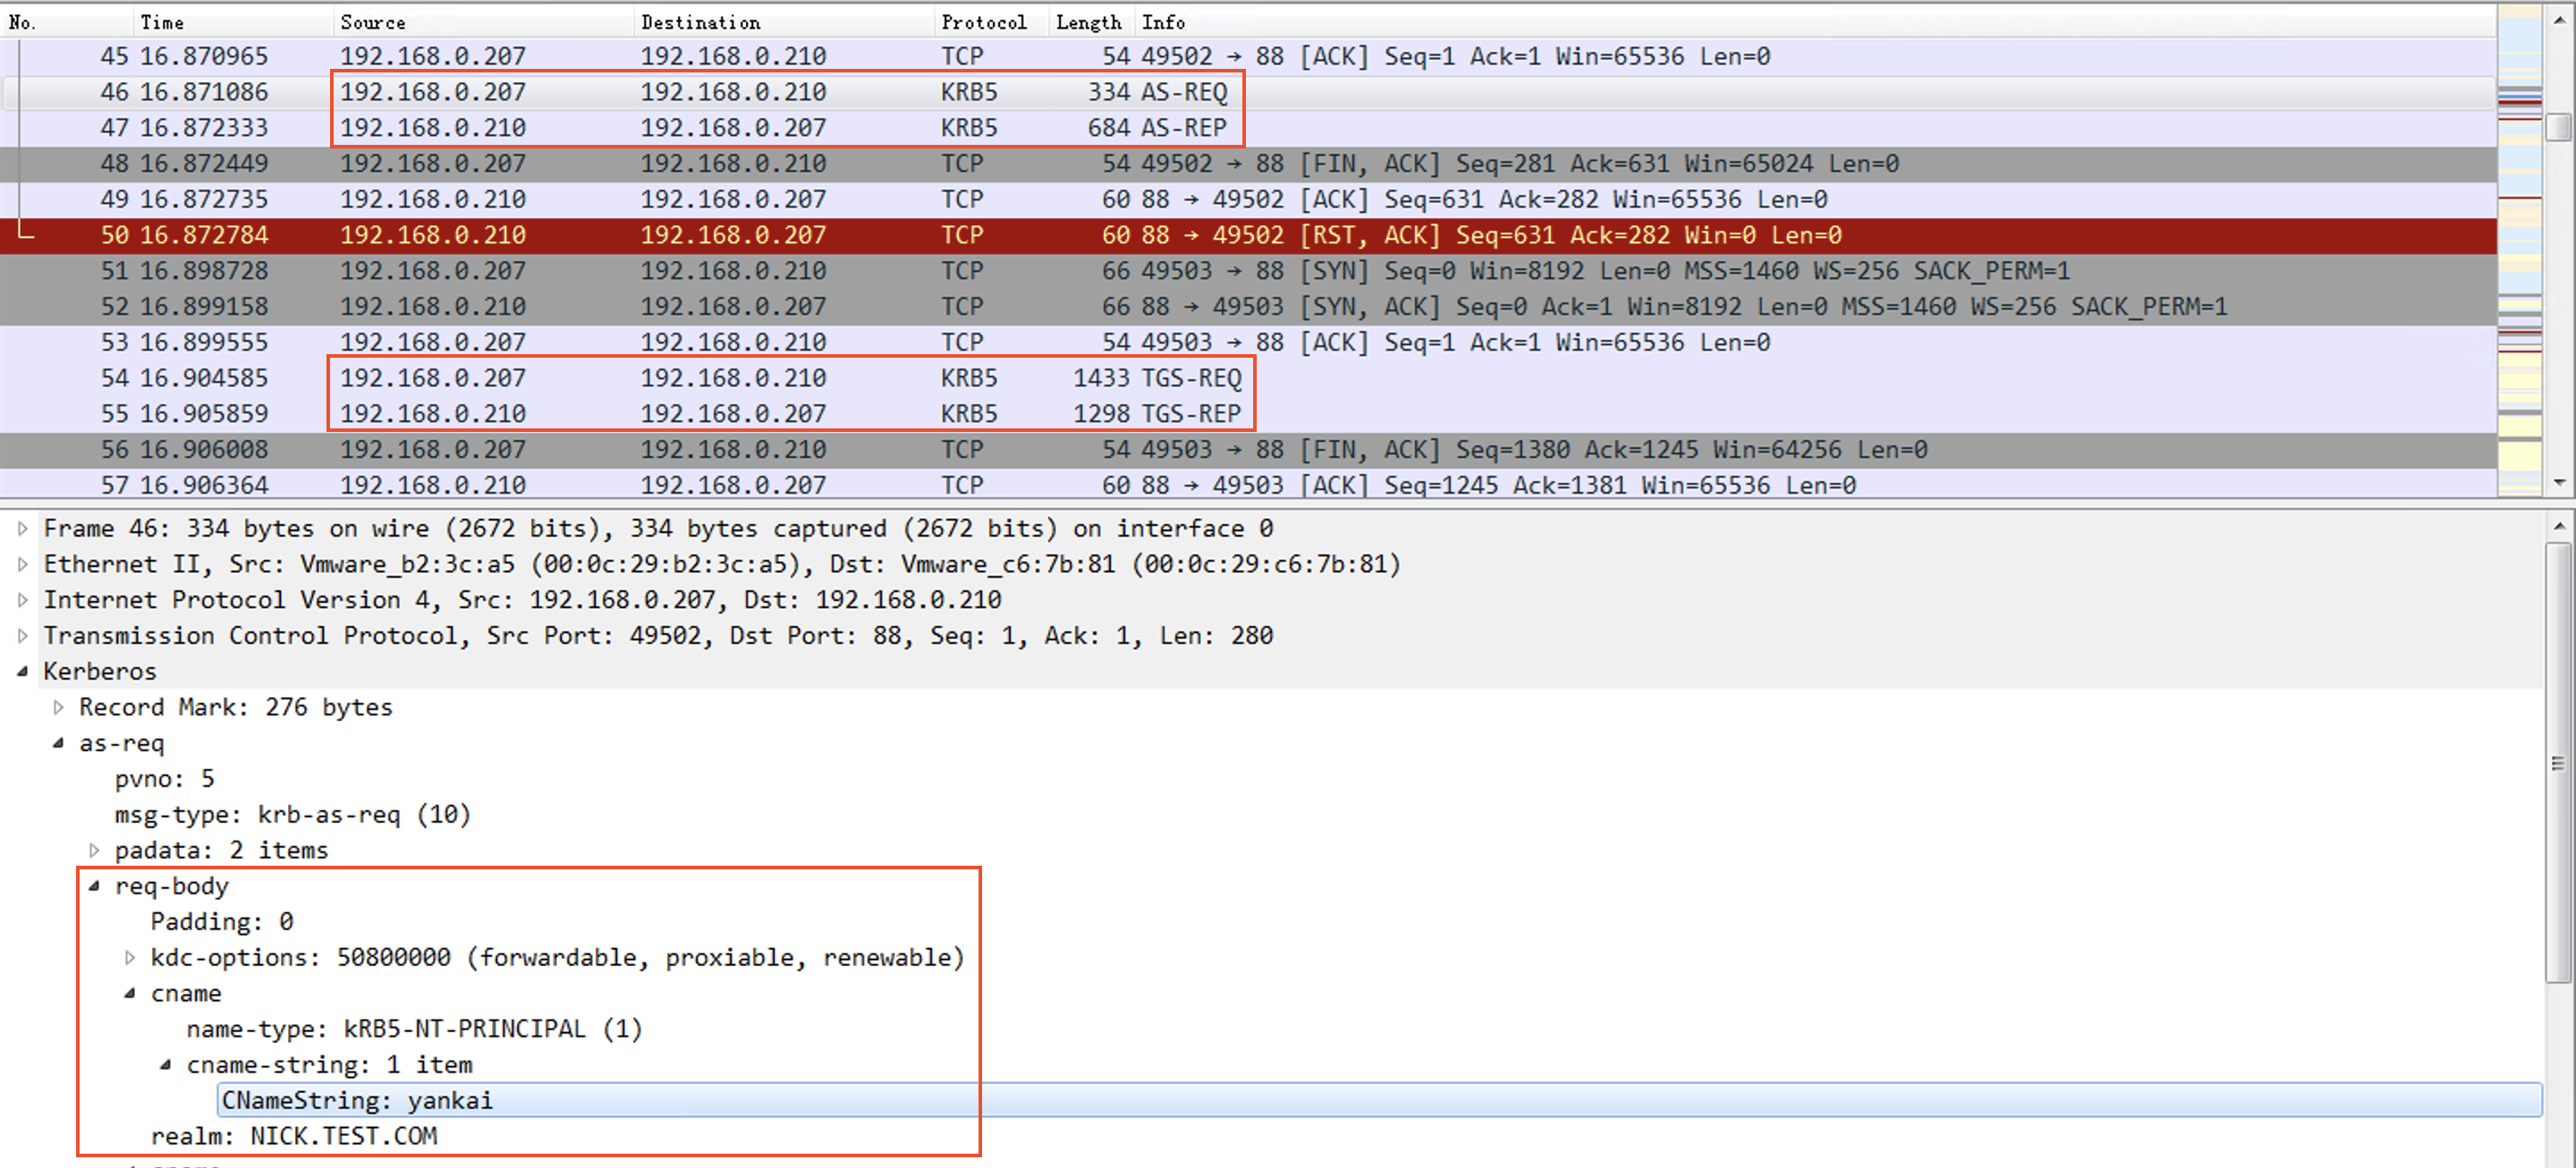 No. Time Source Destination Protocol Length Info
45 16.870965 192.168.0.207 192.168.0.210 TCP 54 49502 → 88 [ACK] Seq=1 Ack=1 Win=65536 Len=0
46 16.871086 192.168.0.207 192.168.0.210 KRB5 334 AS-REQ
47 16.872333 192.168.0.210 192.168.0.207 KRB5 684 AS-REP
48 16.872449 192.168.0.207 192.168.0.210 TCP 54 49502 → 88 [FIN, ACK] Seq=281 Ack=631 Win=65024 Len=0
49 16.872735 192.168.0.210 192.168.0.207 TCP 60 88 → 49502 [ACK] Seq=631 Ack=282 Win=65536 Len=0
50 16.872784 192.168.0.210 192.168.0.207 TCP 60 88 → 49502 [RST, ACK] Seq=631 Ack=282 Win=0 Len=0
51 16.898728 192.168.0.207 192.168.0.210 TCP 66 49503 → 88 [SYN] Seq=0 Win=8192 Len=0 MSS=1460 WS=256 SACK_PERM=1
52 16.899158 192.168.0.210 192.168.0.207 TCP 66 88 → 49503 [SYN, ACK] Seq=0 Ack=1 Win=8192 Len=0 MSS=1460 WS=256 SACK_PERM=1
53 16.899555 192.168.0.207 192.168.0.210 TCP 54 49503 → 88 [ACK] Seq=1 Ack=1 Win=65536 Len=0
54 16.904585 192.168.0.207 192.168.0.210 KRB5 1433 TGS-REQ
55 16.905859 192.168.0.210 192.168.0.207 KRB5 1298 TGS-REP
56 16.906008 192.168.0.207 192.168.0.210 TCP 54 49503 → 88 [FIN, ACK] Seq=1380 Ack=1245 Win=64256 Len=0
57 16.906364 192.168.0.210 192.168.0.207 TCP 60 88 → 49503 [ACK] Seq=1245 Ack=1381 Win=65536 Len=0
Frame 46: 334 bytes on wire (2672 bits), 334 bytes captured (2672 bits) on interface 0
Ethernet II, Src: Vmware_b2:3c:a5 (00:0c:29:b2:3c:a5), Dst: Vmware_c6:7b:81 (00:0c:29:c6:7b:81)
Internet Protocol Version 4, Src: 192.168.0.207, Dst: 192.168.0.210
Transmission Control Protocol, Src Port: 49502, Dst Port: 88, Seq: 1, Ack: 1, Len: 280
Kerberos
Record Mark: 276 bytes
as-req
pvno: 5
msg-type: krb-as-req (10)
padata: 2 items
req-body
Padding: 0
kdc-options: 50800000 (forwardable, proxiable, renewable)
cname
name-type: kRB5-NT-PRINCIPAL (1)
cname-string: 1 item
CNameString: yankai
realm: NICK.TEST.COM